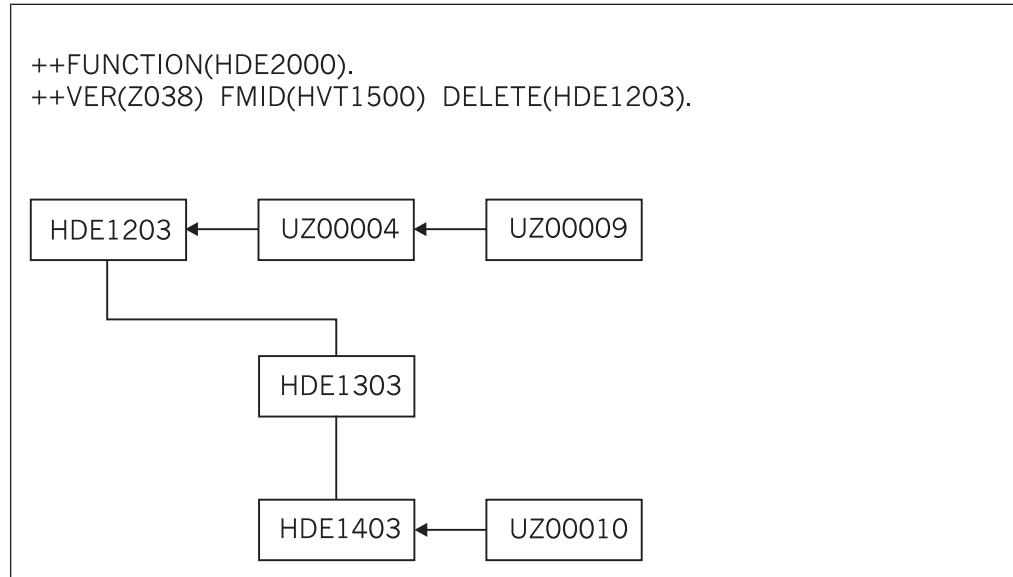 ++FUNCTION(HDE2000).
++VER(Z038) FMID(HVT1500) DELETE(HDE1203).
HDE1203
UZ00004
UZ00009
HDE1303
HDE1403
UZ00010